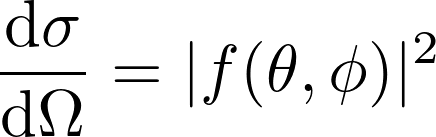 dσ/dΩ = |f(θ, ϕ)|²